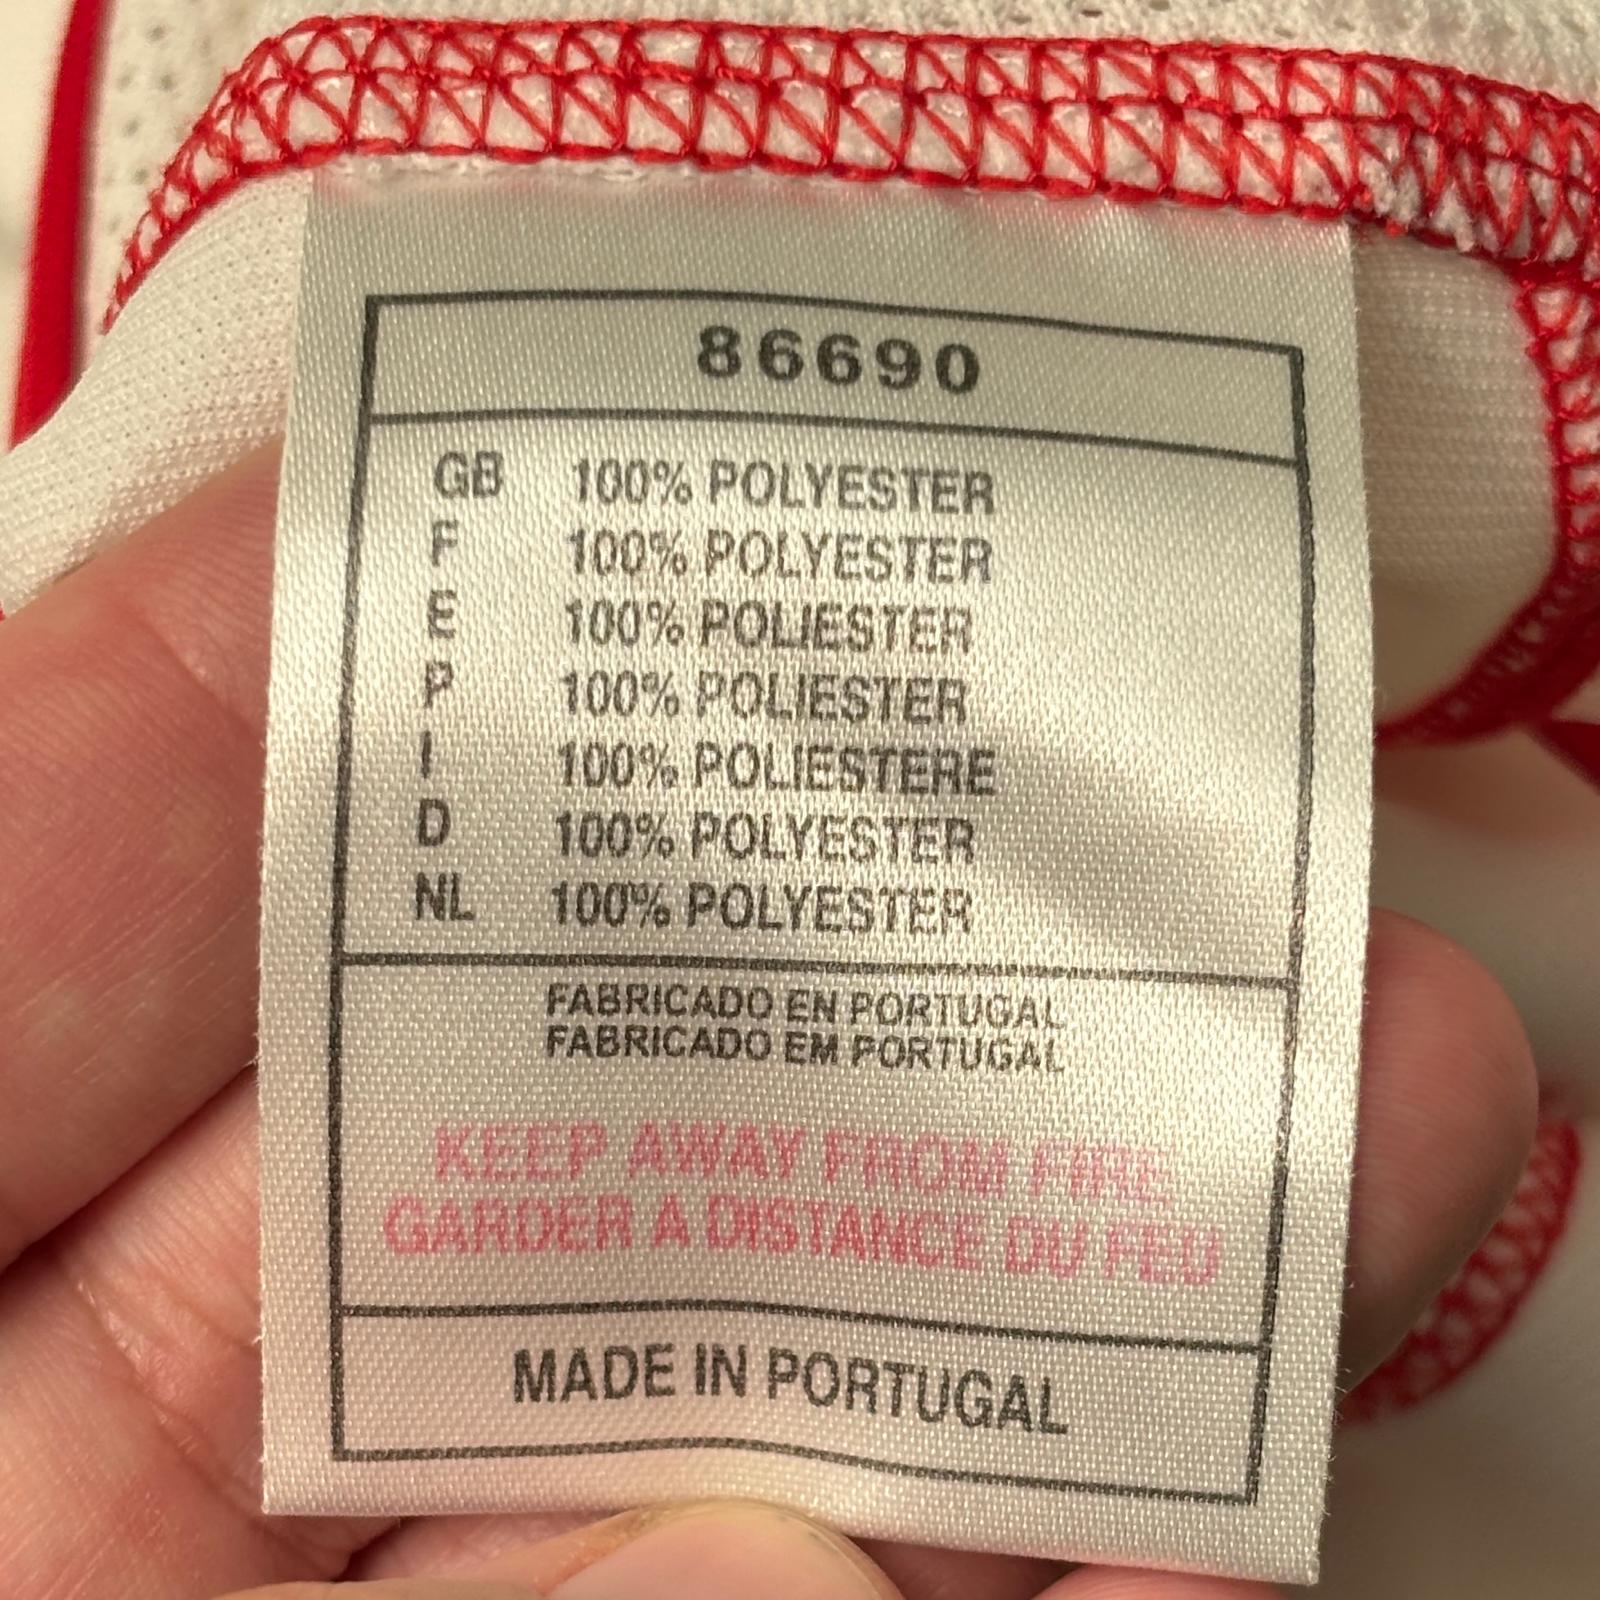 86690
GB 100% POLYESTER
F 100% POLYESTER
E 100% POLIESTER
P 100% POLIESTER
I 100% POLIESTERE
D 100% POLYESTER
NL 100% POLYESTER
FABRICADO EN PORTUGAL
FABRICADO EM PORTUGAL
KEEP AWAY FROM FIRE
GARDER A DISTANCE DU FEU
MADE IN PORTUGAL